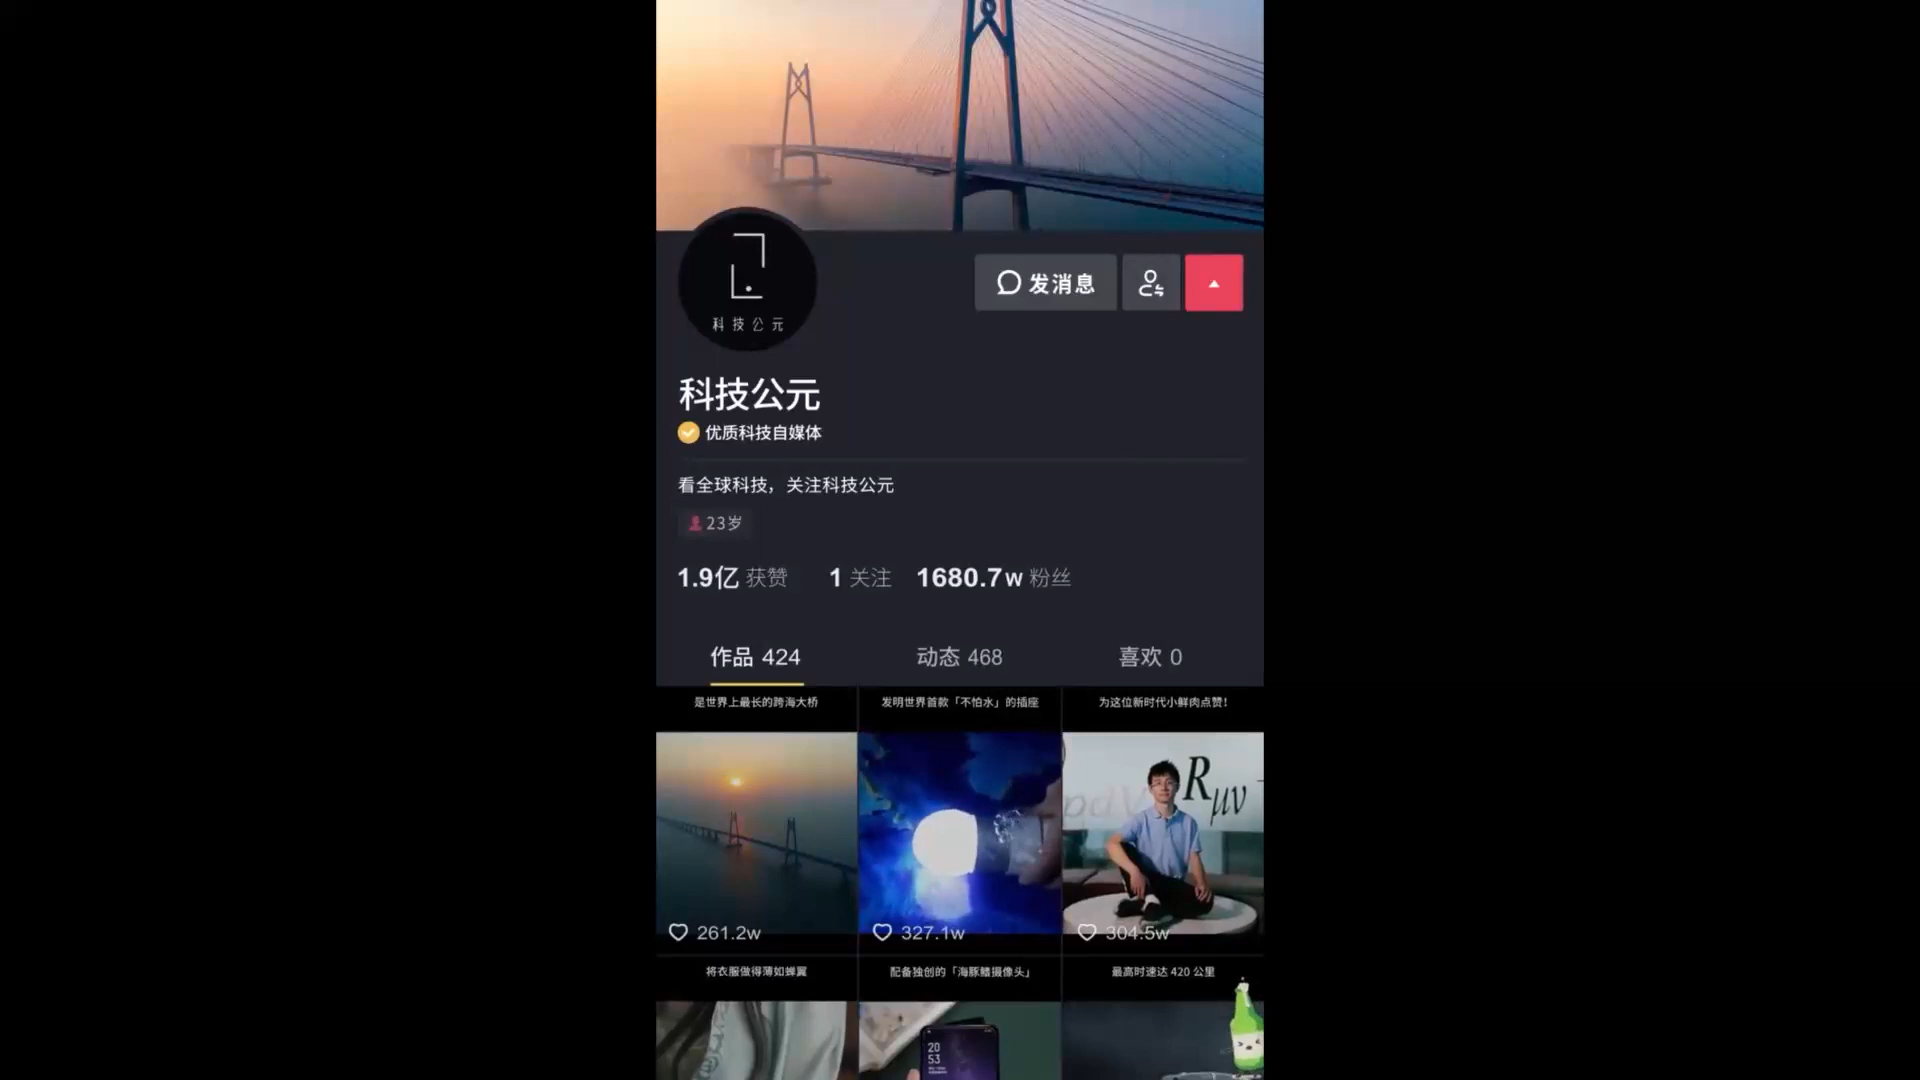 科技公元
发消息
科技公元
优质科技自媒体
看全球科技，关注科技公元
23岁
1.9亿 获赞 1 关注 1680.7w 粉丝
作品 424 动态 468 喜欢 0
是世界上最长的跨海大桥 发明世界首款「不怕水」的插座 为这位新时代小鲜肉点赞！
Rμν
261.2w 327.1w 304.5w
将衣服做得薄如蝉翼 配备独创的「海豚鳍摄像头」 最高时速达 420 公里
20
53